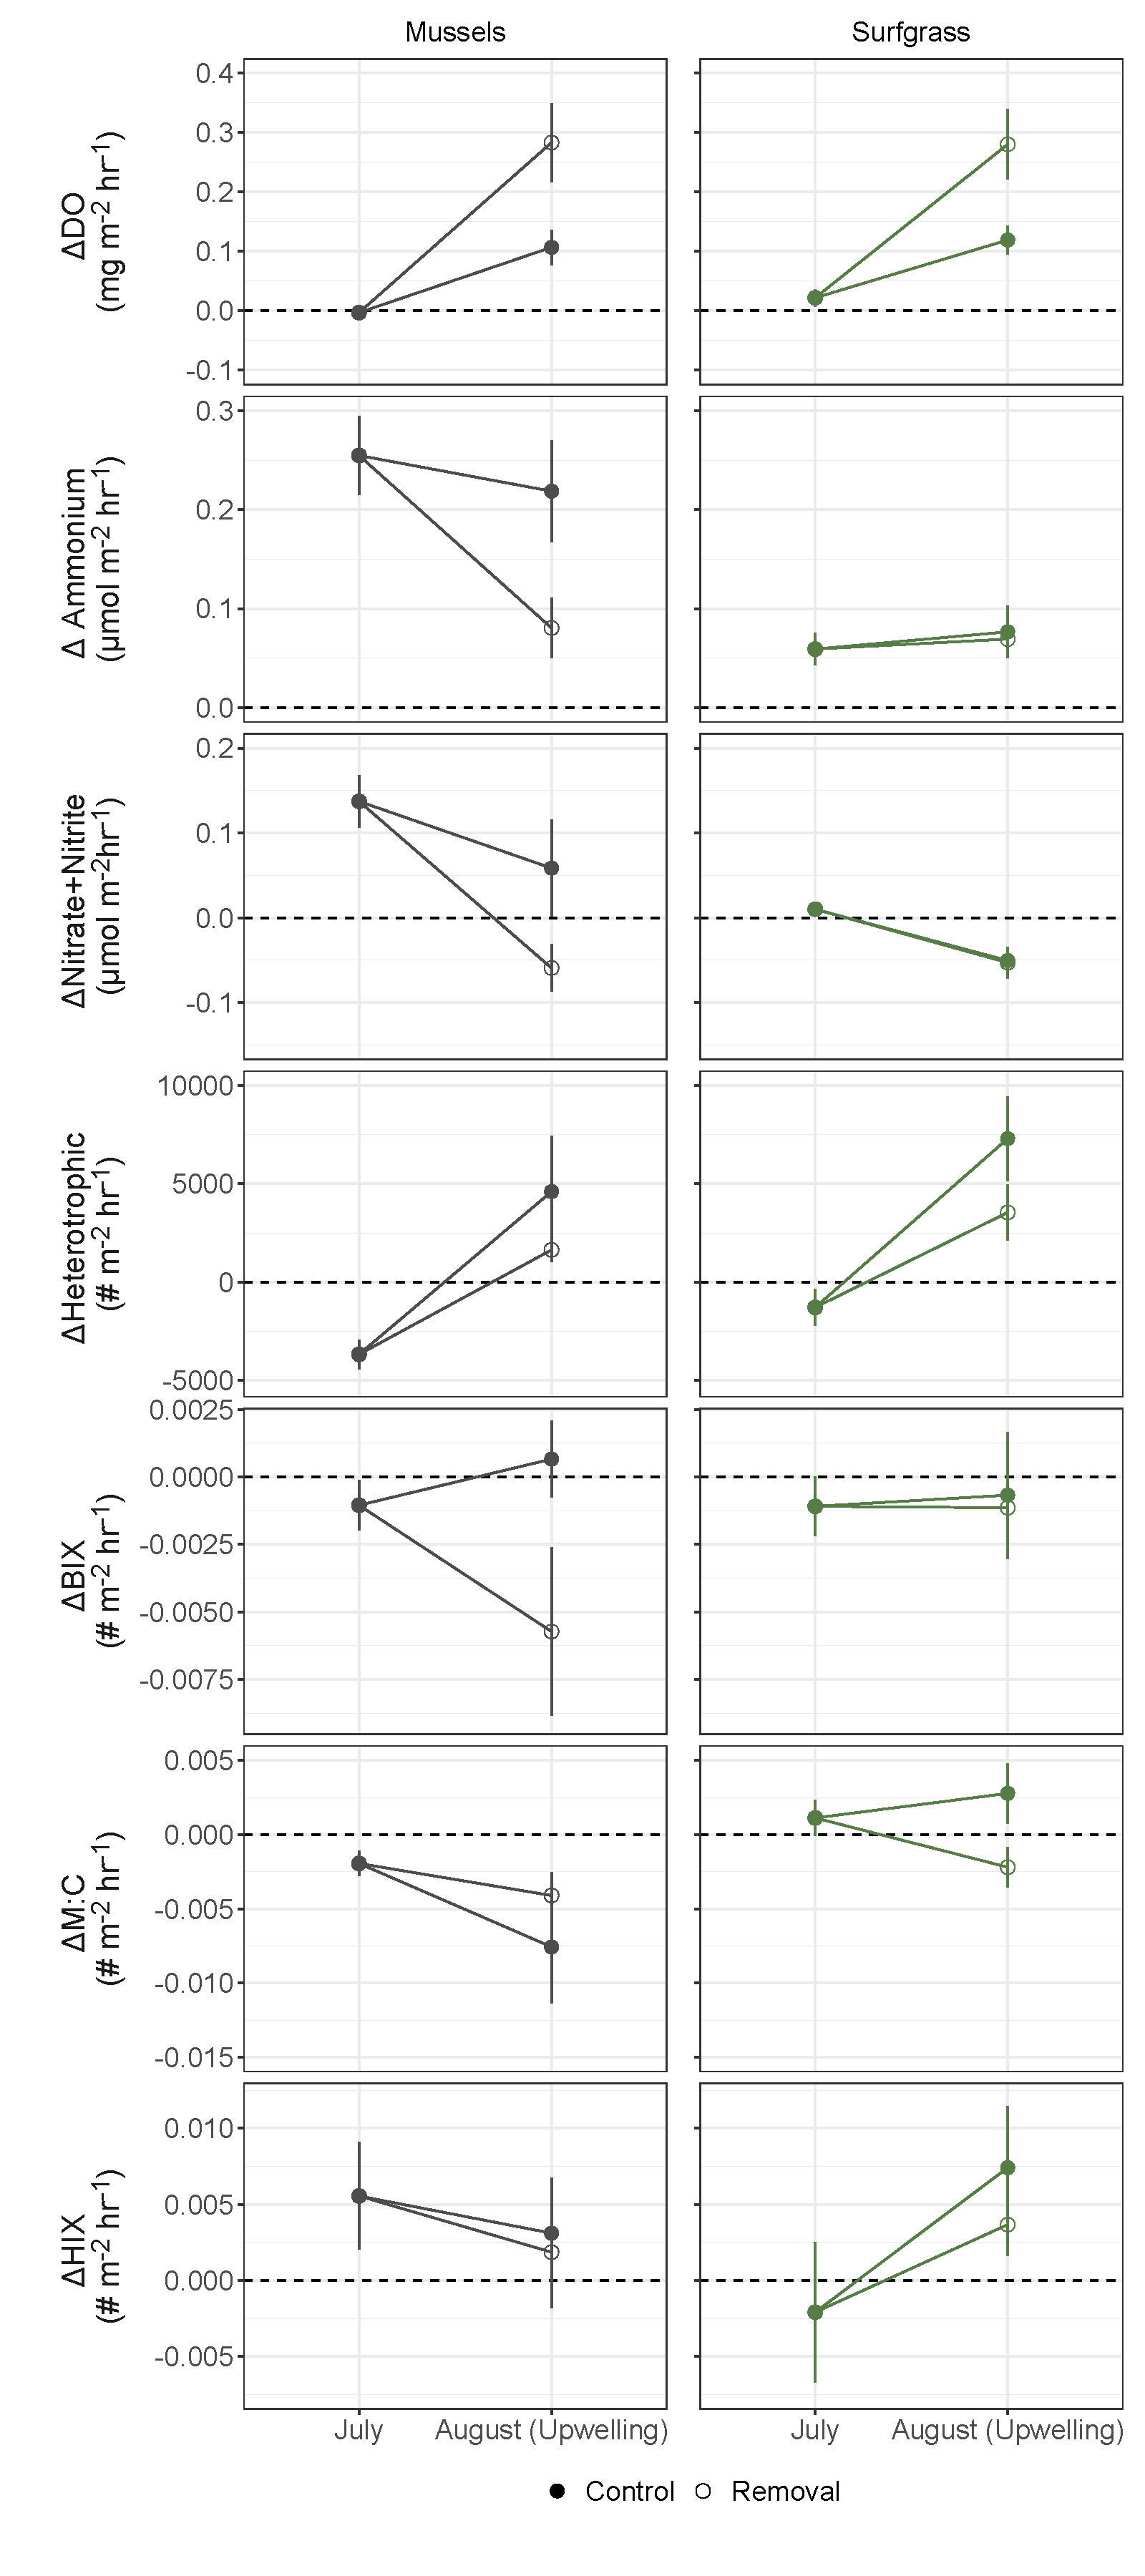 Mussels Surfgrass
ΔDO
(mg m-2 hr-1)
0.4
0.3
0.2
0.1
0.0
-0.1
Δ Ammonium
(μmol m-2 hr-1)
0.3
0.2
0.1
0.0
ΔNitrate+Nitrite
(μmol m-2hr-1)
0.2
0.1
0.0
-0.1
ΔHeterotrophic
(# m-2 hr-1)
10000
5000
0
-5000
ΔBIX
(# m-2 hr-1)
0.0025
0.0000
-0.0025
-0.0050
-0.0075
ΔM:C
(# m-2 hr-1)
0.005
0.000
-0.005
-0.010
-0.015
ΔHIX
(# m-2 hr-1)
0.010
0.005
0.000
-0.005
July August (Upwelling) July August (Upwelling)
Control Removal